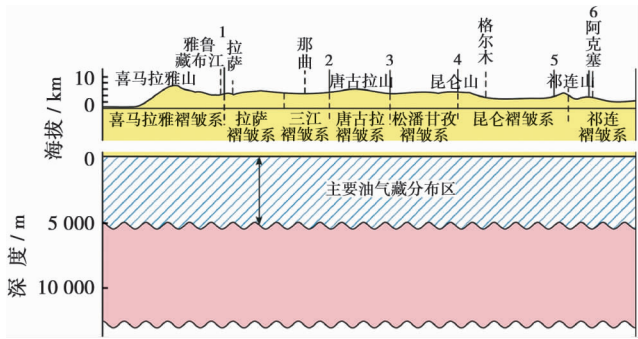 1 6
雅鲁 拉 那 格 阿
藏布江 萨 曲 尔 克
2 3 4 木 5 塞
喜马拉雅山 唐古拉山 昆仑山 祁连山
10
0
海拔 / km
喜马拉雅褶皱系 拉萨 三江 唐古拉 松潘甘孜 昆仑褶皱系 祁连
褶皱系 褶皱系 褶皱系 褶皱系 褶皱系
0
主要油气藏分布区
5 000
深度 / m
10 000